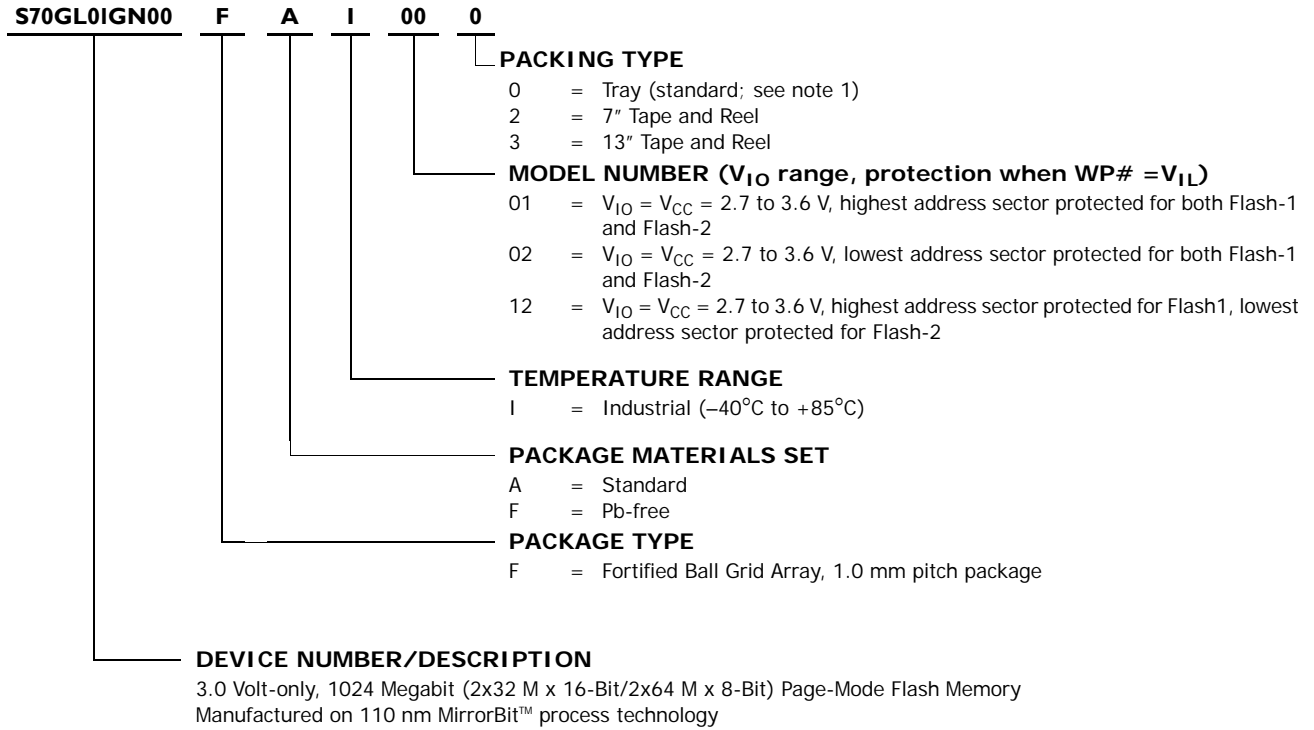 S70GL01GN00 F A I 00 0
PACKING TYPE
0 = Tray (standard; see note 1)
2 = 7” Tape and Reel
3 = 13” Tape and Reel
MODEL NUMBER (VIO range, protection when WP# =VIL)
01 = VIO = VCC = 2.7 to 3.6 V, highest address sector protected for both Flash-1
and Flash-2
02 = VIO = VCC = 2.7 to 3.6 V, lowest address sector protected for both Flash-1
and Flash-2
12 = VIO = VCC = 2.7 to 3.6 V, highest address sector protected for Flash1, lowest
address sector protected for Flash-2
TEMPERATURE RANGE
I = Industrial (–40°C to +85°C)
PACKAGE MATERIALS SET
A = Standard
F = Pb-free
PACKAGE TYPE
F = Fortified Ball Grid Array, 1.0 mm pitch package
DEVICE NUMBER/DESCRIPTION
3.0 Volt-only, 1024 Megabit (2x32 M x 16-Bit/2x64 M x 8-Bit) Page-Mode Flash Memory
Manufactured on 110 nm MirrorBit™ process technology